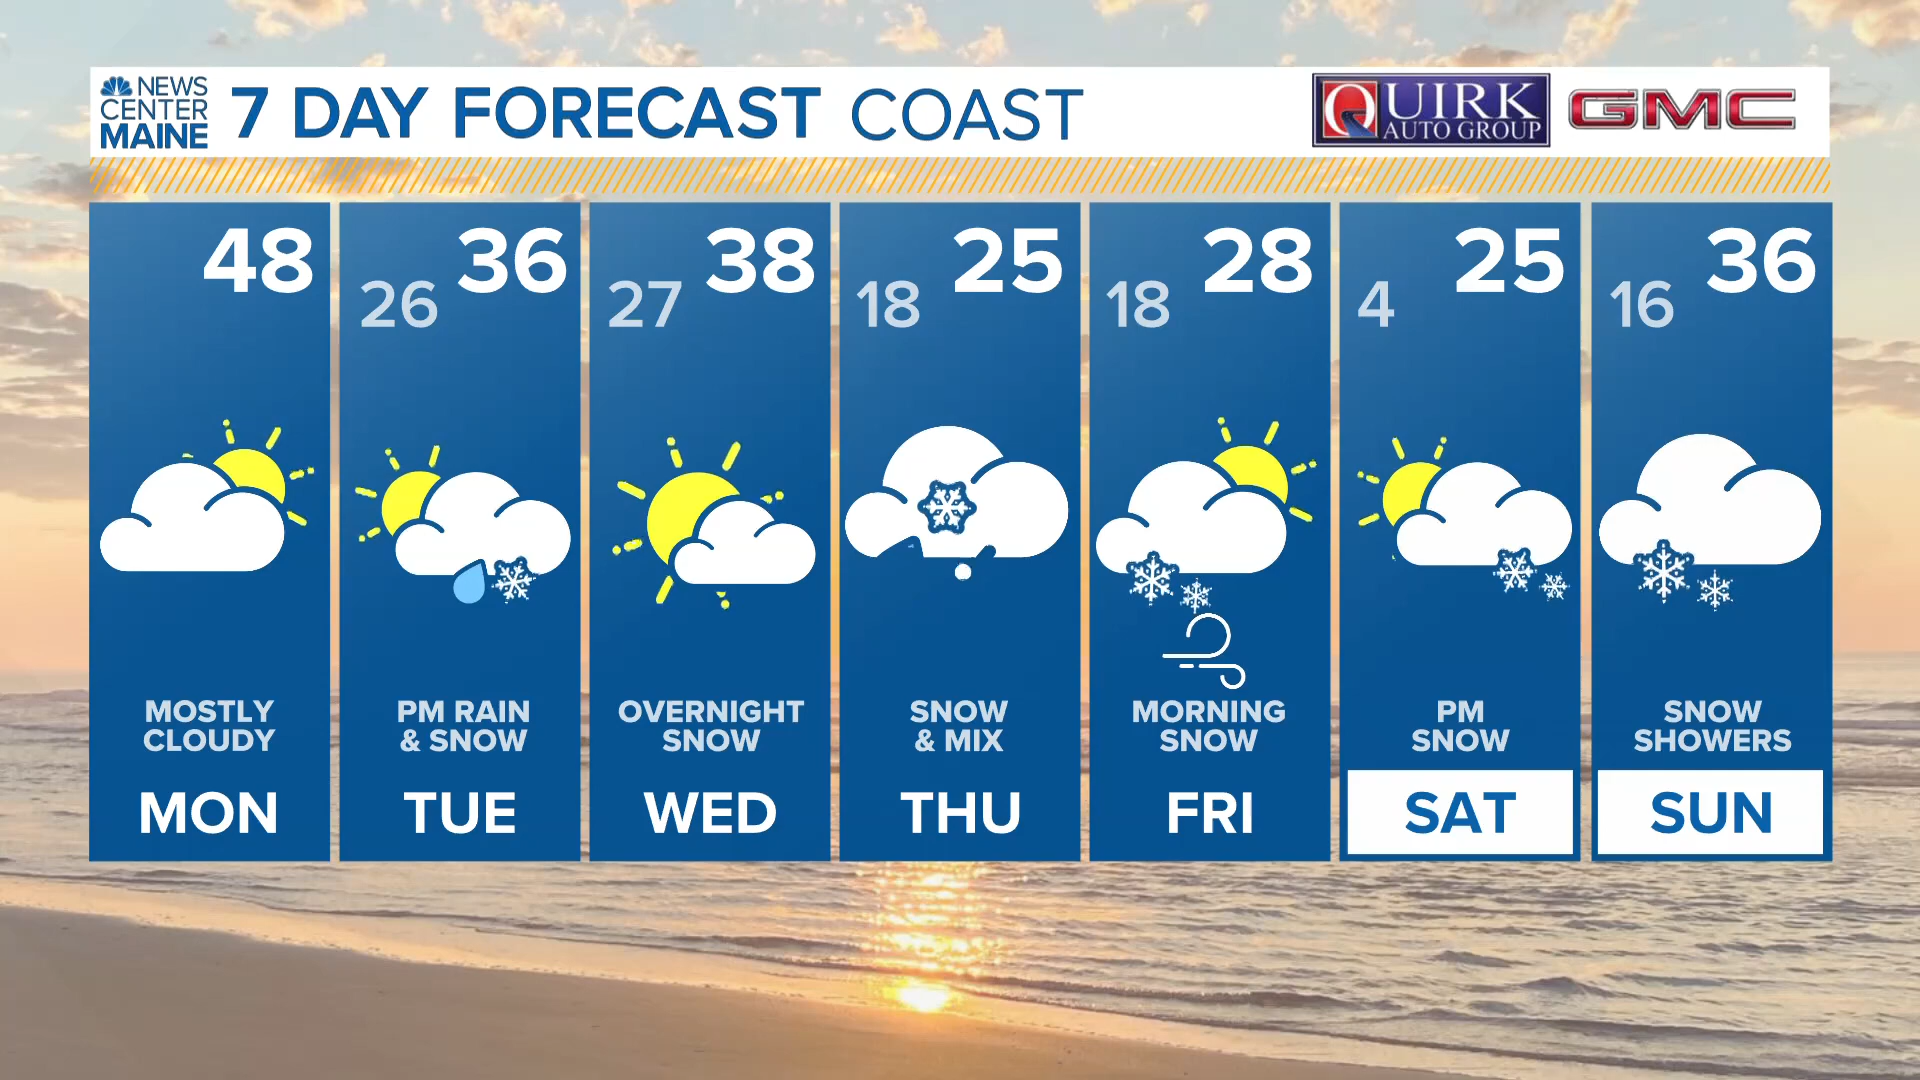 NEWS
CENTER
MAINE
7 DAY FORECAST COAST
QUIRK
AUTO GROUP
GMC
48
MOSTLY
CLOUDY
MON
26 36
PM RAIN
& SNOW
TUE
27 38
OVERNIGHT
SNOW
WED
18 25
SNOW
& MIX
THU
18 28
MORNING
SNOW
FRI
4 25
PM
SNOW
SAT
16 36
SNOW
SHOWERS
SUN